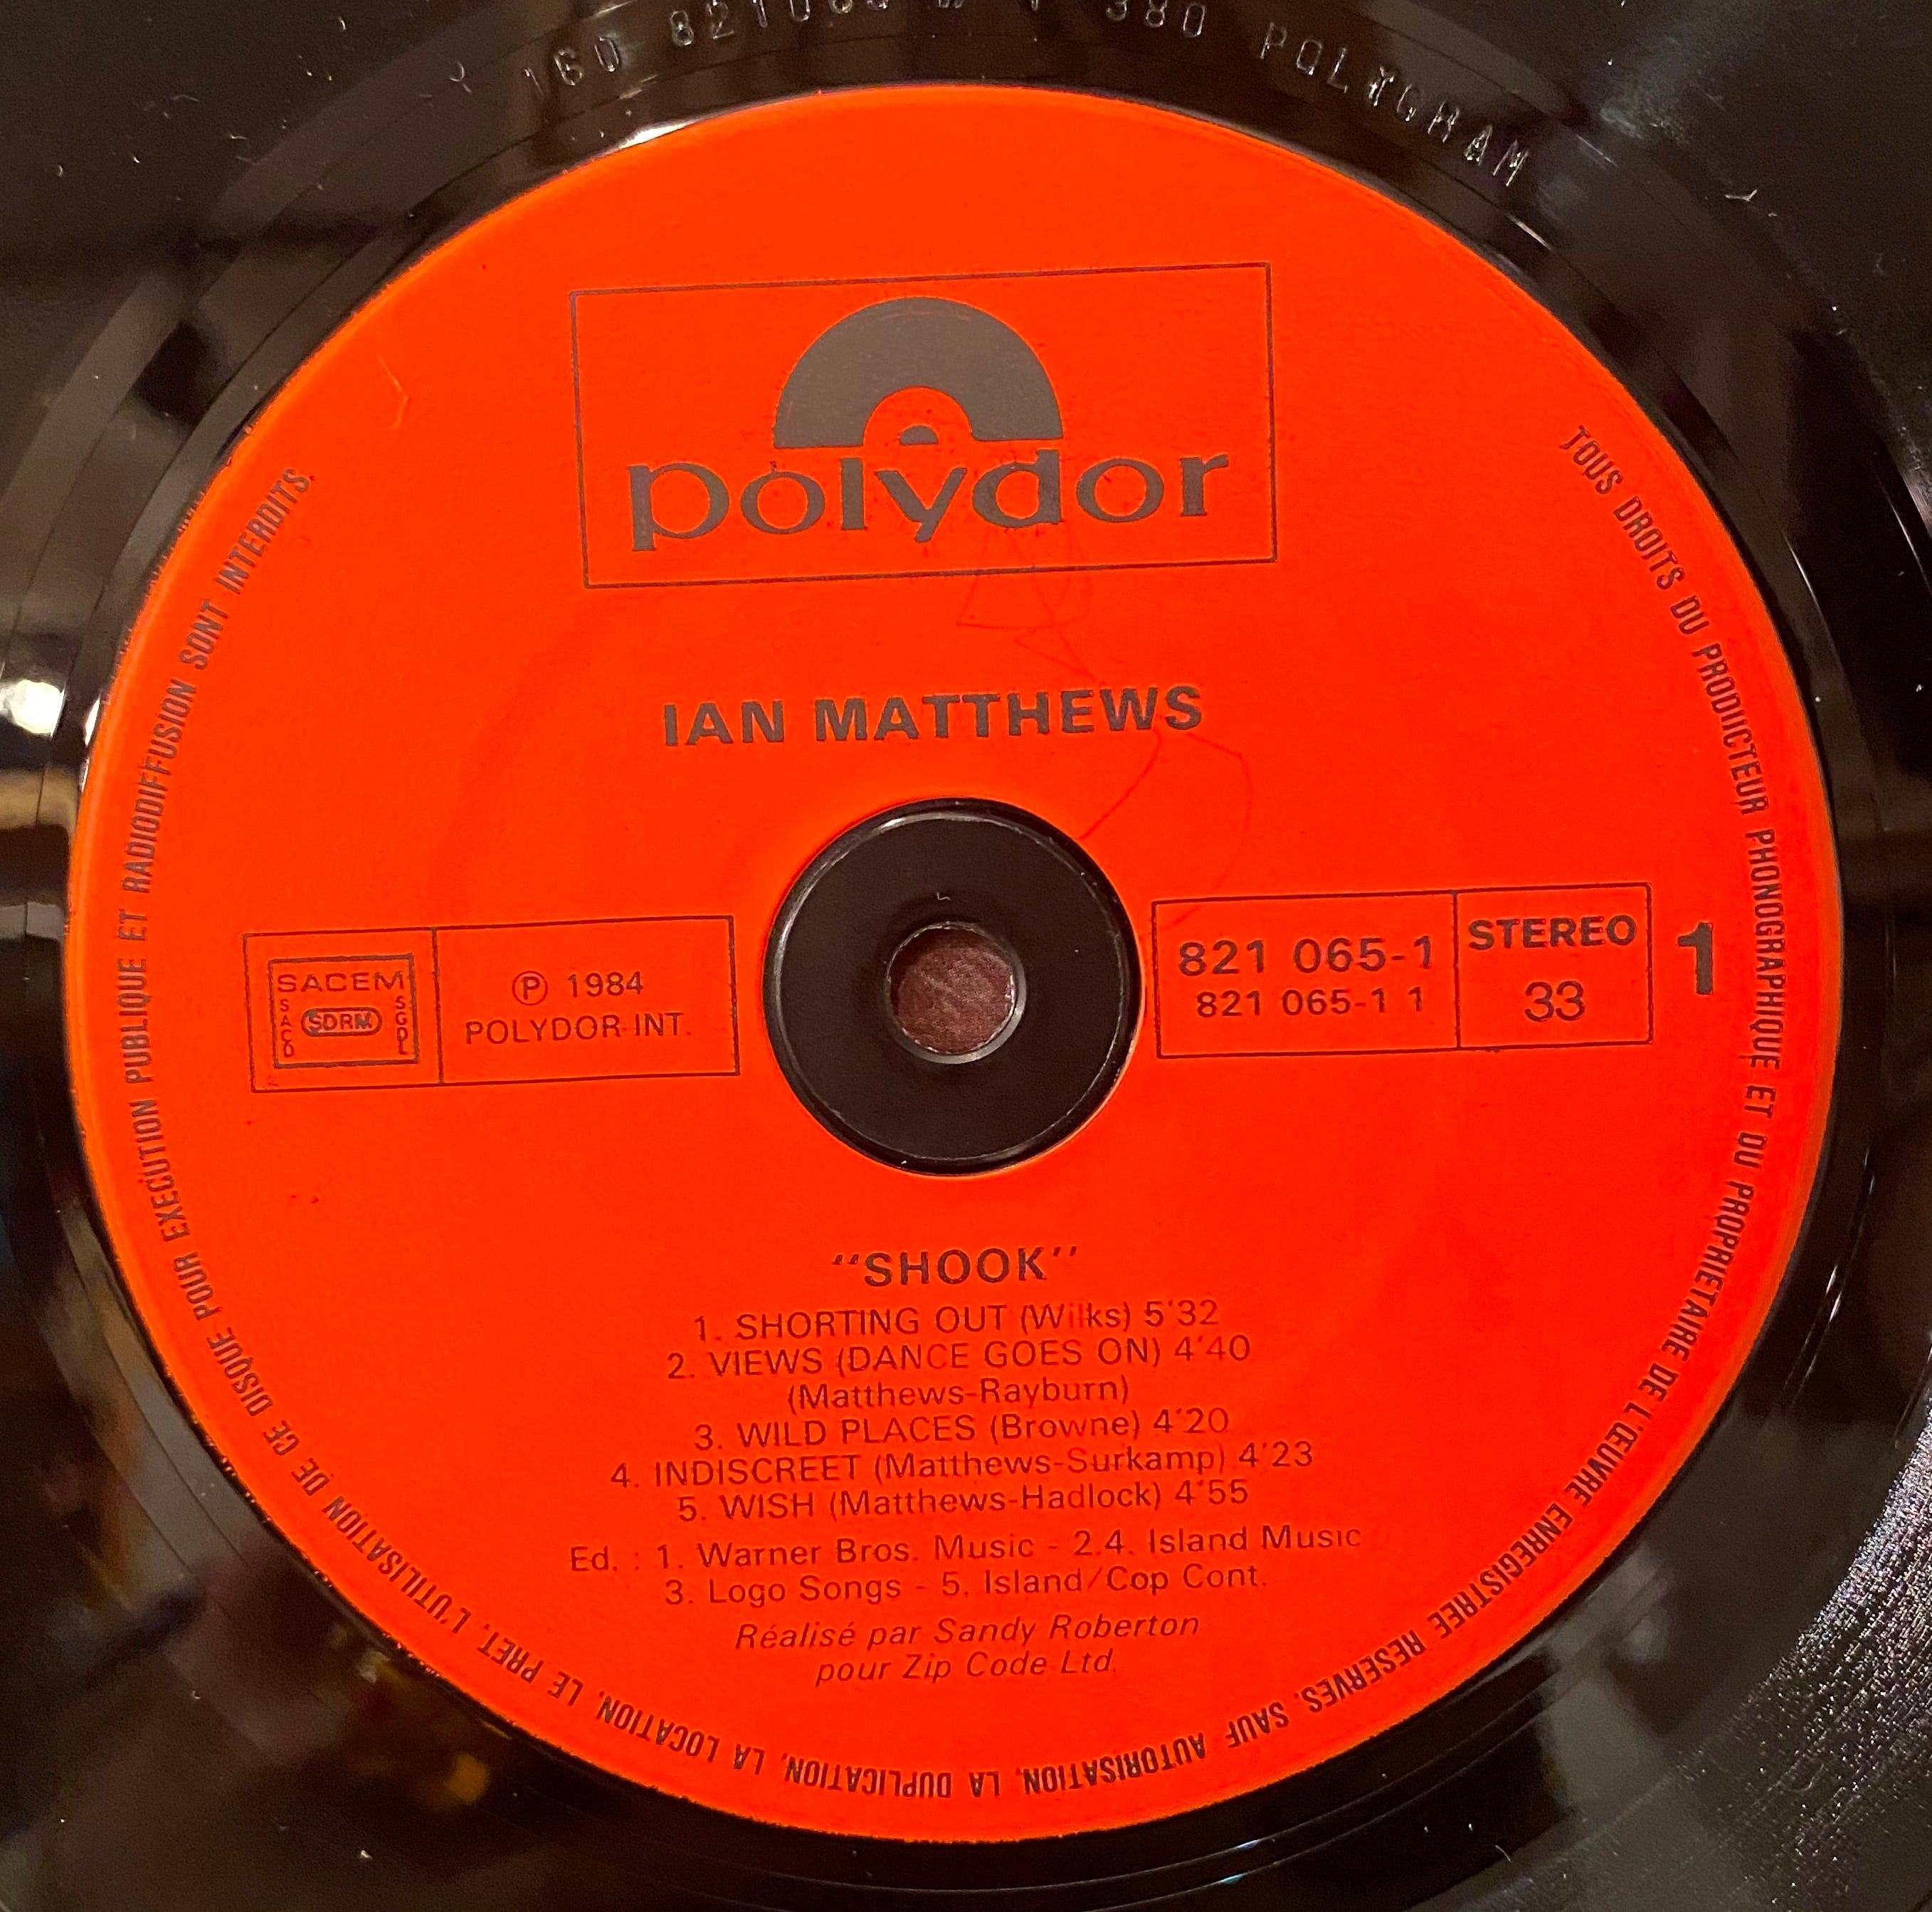 160 380 POLYGRAM
polydor
IAN MATTHEWS
SACEM
SACD
SDRM
SGDL
℗ 1984
POLYDOR INT.
821 065-1
821 065-1 1
STEREO
33
1
"SHOOK"
1. SHORTING OUT (Wilks) 5'32
2. VIEWS (DANCE GOES ON) 4'40
(Matthews-Rayburn)
3. WILD PLACES (Browne) 4'20
4. INDISCREET (Matthews-Surkamp) 4'23
5. WISH (Matthews-Hadlock) 4'55
Ed. : 1. Warner Bros. Music - 2.4. Island Music
3. Logo Songs - 5. Island/Cop Cont.
Réalisé par Sandy Roberton
pour Zip Code Ltd.
TOUS DROITS DU PRODUCTEUR PHONOGRAPHIQUE ET OU PROPRIETAIRE DE L'ŒUVRE ENREGISTREE RESERVES. SAUF AUTORISATION, LA DUPLICATION, LA LOCATION, LE PRET, L'UTILISATION DE CE DISQUE POUR EXECUTION PUBLIQUE ET RADIODIFFUSION SONT INTERDITS.